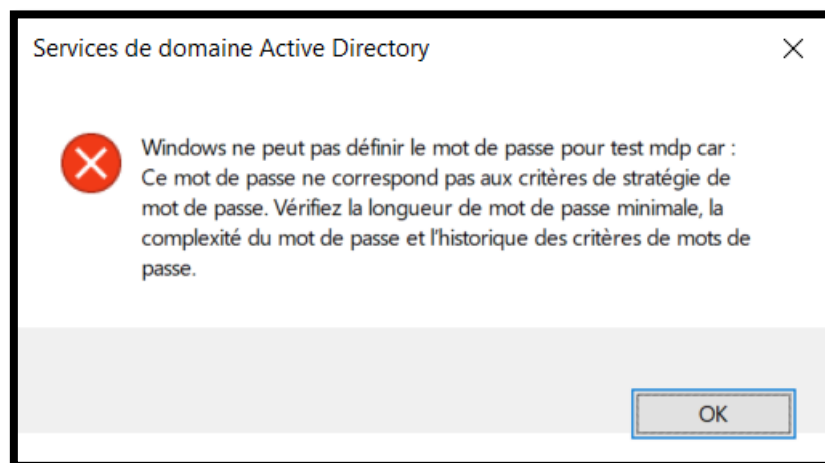 Services de domaine Active Directory
Windows ne peut pas définir le mot de passe pour test mdp car :
Ce mot de passe ne correspond pas aux critères de stratégie de
mot de passe. Vérifiez la longueur de mot de passe minimale, la
complexité du mot de passe et l'historique des critères de mots de
passe.
OK